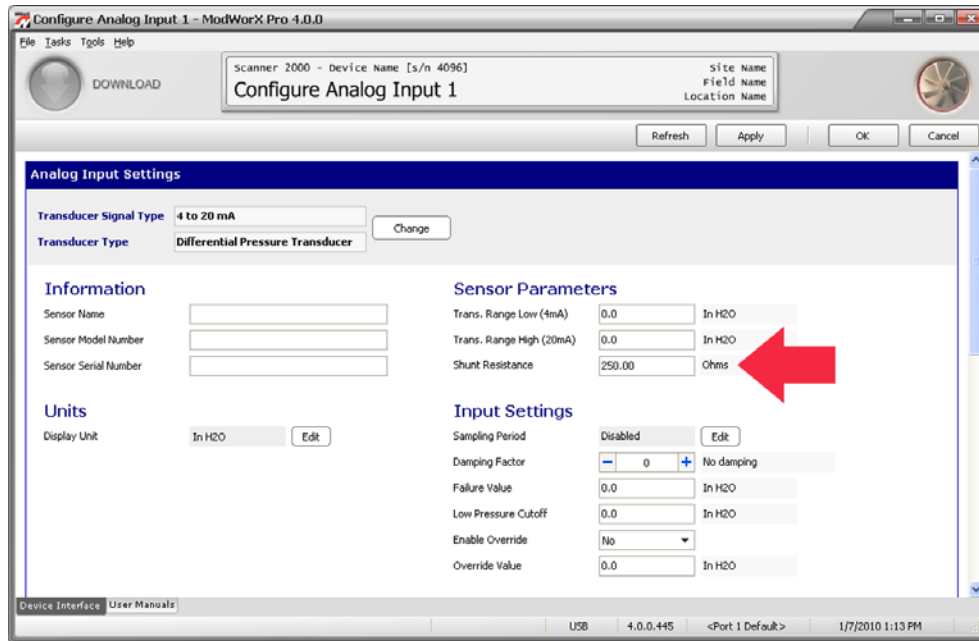 Configure Analog Input 1 - ModWorX Pro 4.0.0
File Tasks Tools Help
DOWNLOAD
Scanner 2000 - Device Name [s/n 4096]
Configure Analog Input 1
Site Name
Field Name
Location Name
Refresh Apply OK Cancel
Analog Input Settings
Transducer Signal Type 4 to 20 mA
Transducer Type Differential Pressure Transducer
Change
Information
Sensor Name
Sensor Model Number
Sensor Serial Number
Units
Display Unit In H2O Edit
Sensor Parameters
Trans. Range Low (4mA) 0.0 In H2O
Trans. Range High (20mA) 0.0 In H2O
Shunt Resistance 250.00 Ohms
Input Settings
Sampling Period Disabled Edit
Damping Factor − 0 + No damping
Failure Value 0.0 In H2O
Low Pressure Cutoff 0.0 In H2O
Enable Override No
Override Value 0.0 In H2O
Device Interface User Manuals
USB 4.0.0.445 <Port 1 Default> 1/7/2010 1:13 PM